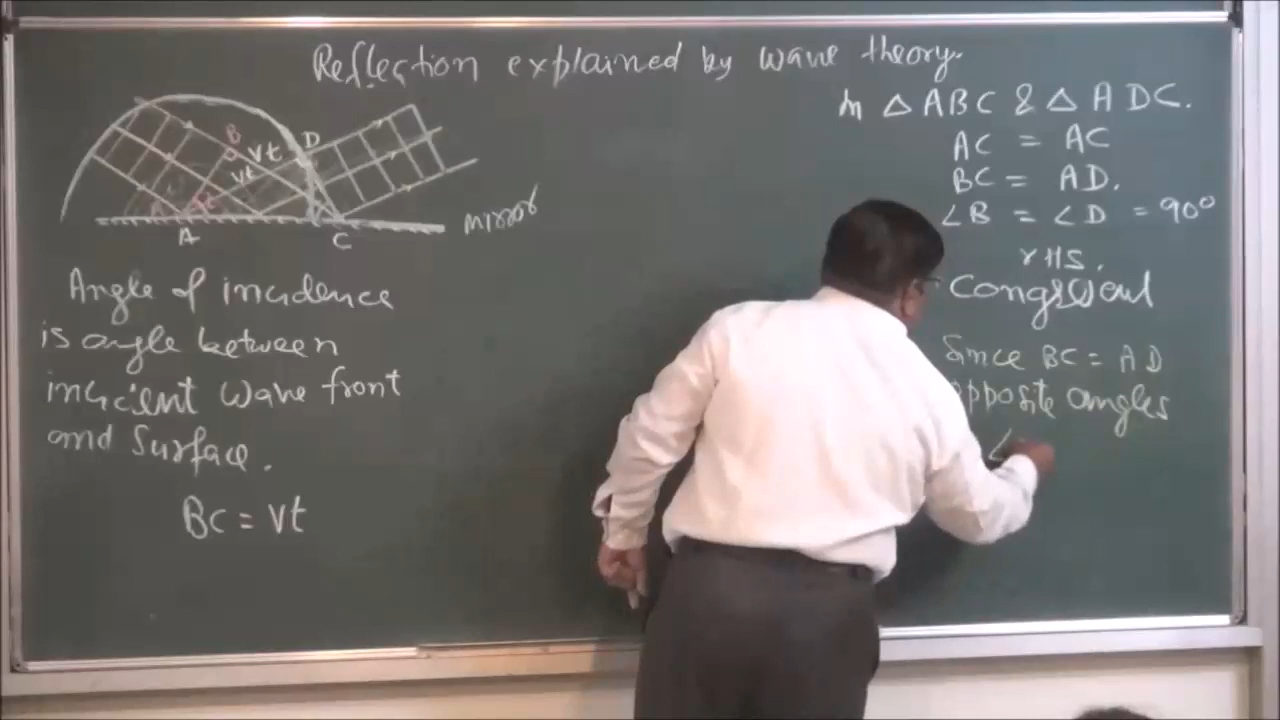 Reflection explained by wave theory.
B
Vt
D
Vt
A
C
mirror
Angle of incidence
is angle between
incident wave front
and Surface.
BC = Vt
In △ ABC & △ ADC.
AC = AC
BC = AD.
∠B = ∠D = 90°
rHS.
Congruent
Since BC = AD
opposite angles
∠